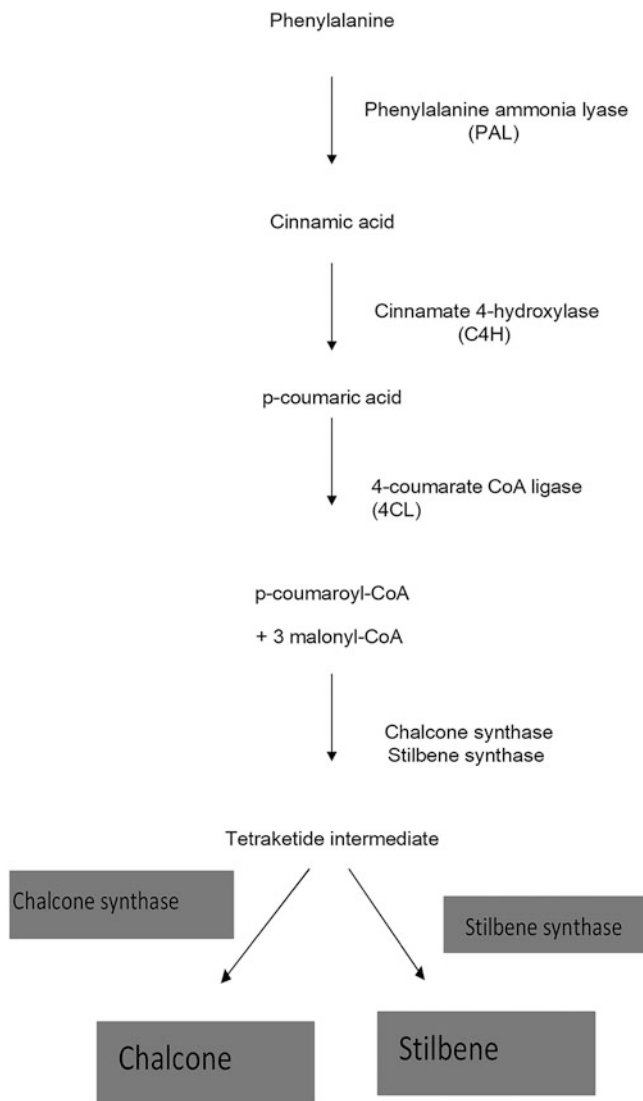 Phenylalanine
Phenylalanine ammonia lyase
(PAL)
Cinnamic acid
Cinnamate 4-hydroxylase
(C4H)
p-coumaric acid
4-coumarate CoA ligase
(4CL)
p-coumaroyl-CoA
+ 3 malonyl-CoA
Chalcone synthase
Stilbene synthase
Tetraketide intermediate
Chalcone synthase
Stilbene synthase
Chalcone
Stilbene